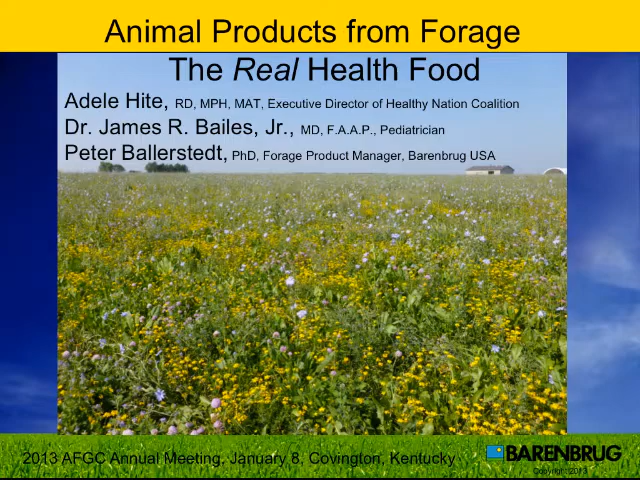 Animal Products from Forage
The Real Health Food
Adele Hite, RD, MPH, MAT, Executive Director of Healthy Nation Coalition
Dr. James R. Bailes, Jr., MD, F.A.A.P., Pediatrician
Peter Ballerstedt, PhD, Forage Product Manager, Barenbrug USA
2013 AFGC Annual Meeting, January 8, Covington, Kentucky
BARENBRUG
Copyright 2013